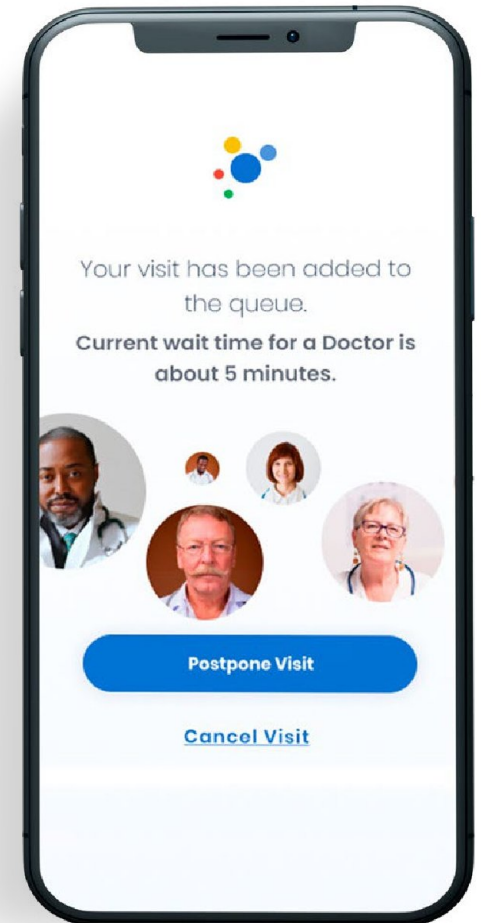 Your visit has been added to
the queue.
Current wait time for a Doctor is
about 5 minutes.
Postpone Visit
Cancel Visit